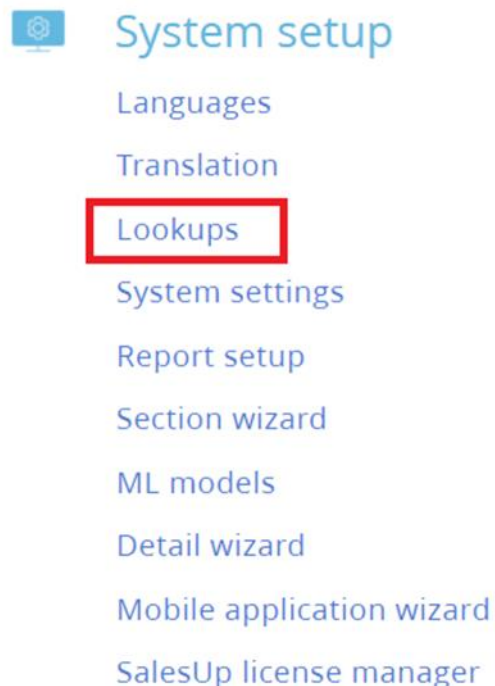 System setup
Languages
Translation
Lookups
System settings
Report setup
Section wizard
ML models
Detail wizard
Mobile application wizard
SalesUp license manager